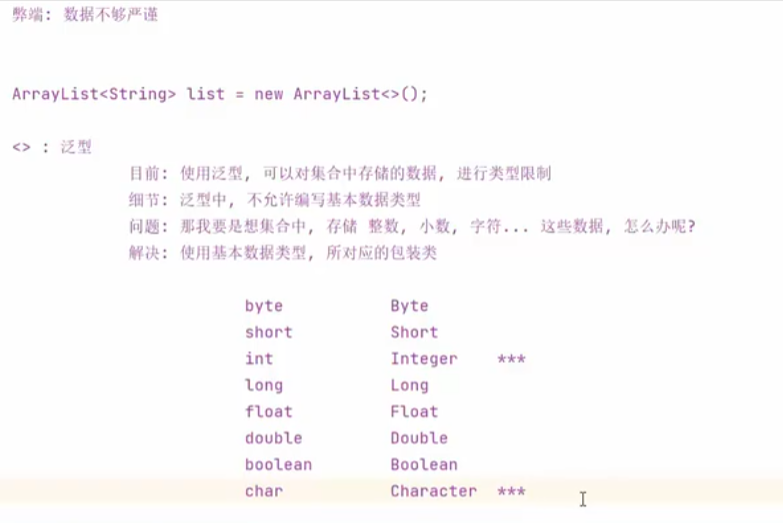 弊端: 数据不够严谨
ArrayList<String> list = new ArrayList<>();
<> : 泛型
目前: 使用泛型, 可以对集合中存储的数据, 进行类型限制
细节: 泛型中, 不允许编写基本数据类型
问题: 那我要是想集合中, 存储 整数, 小数, 字符... 这些数据, 怎么办呢?
解决: 使用基本数据类型, 所对应的包装类
byte Byte
short Short
int Integer ***
long Long
float Float
double Double
boolean Boolean
char Character ***